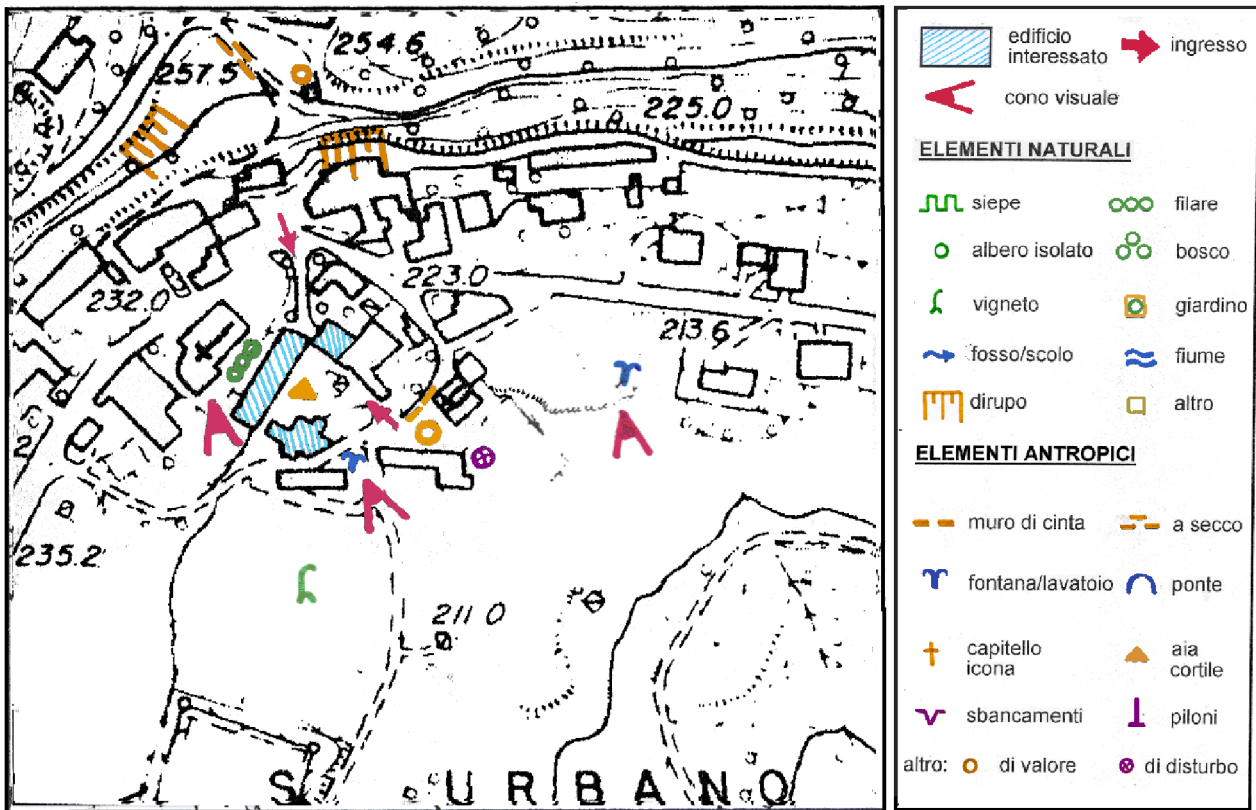 254.6
257.5
225.0
232.0
223.0
213.6
235.2
211.0
S URBANO
edificio
interessato
ingresso
cono visuale
ELEMENTI NATURALI
siepe
filare
albero isolato
bosco
vigneto
giardino
fosso/scolo
fiume
dirupo
altro
ELEMENTI ANTROPICI
muro di cinta
a secco
fontana/lavatoio
ponte
capitello
icona
aia
cortile
sbancamenti
piloni
altro:
di valore
di disturbo